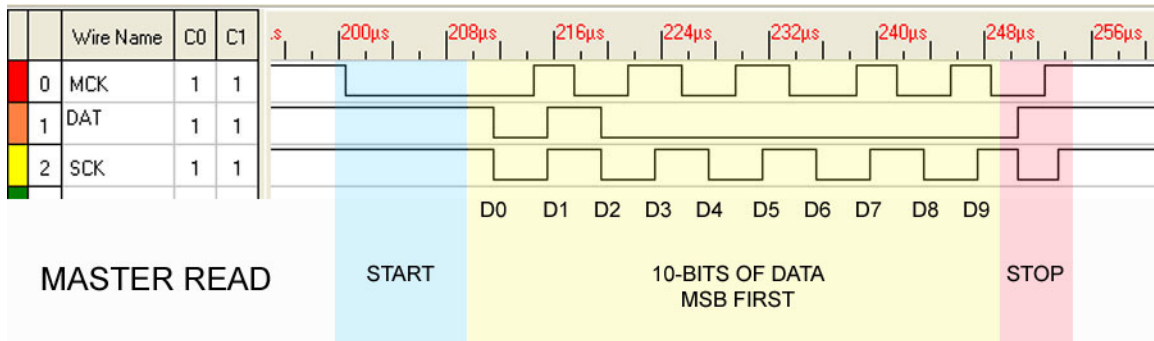 Wire Name C0 C1 .s 200µs 208µs 216µs 224µs 232µs 240µs 248µs 256µs
0 MCK 1 1
1 DAT 1 1
2 SCK 1 1
D0 D1 D2 D3 D4 D5 D6 D7 D8 D9
MASTER READ START 10-BITS OF DATA STOP
MSB FIRST